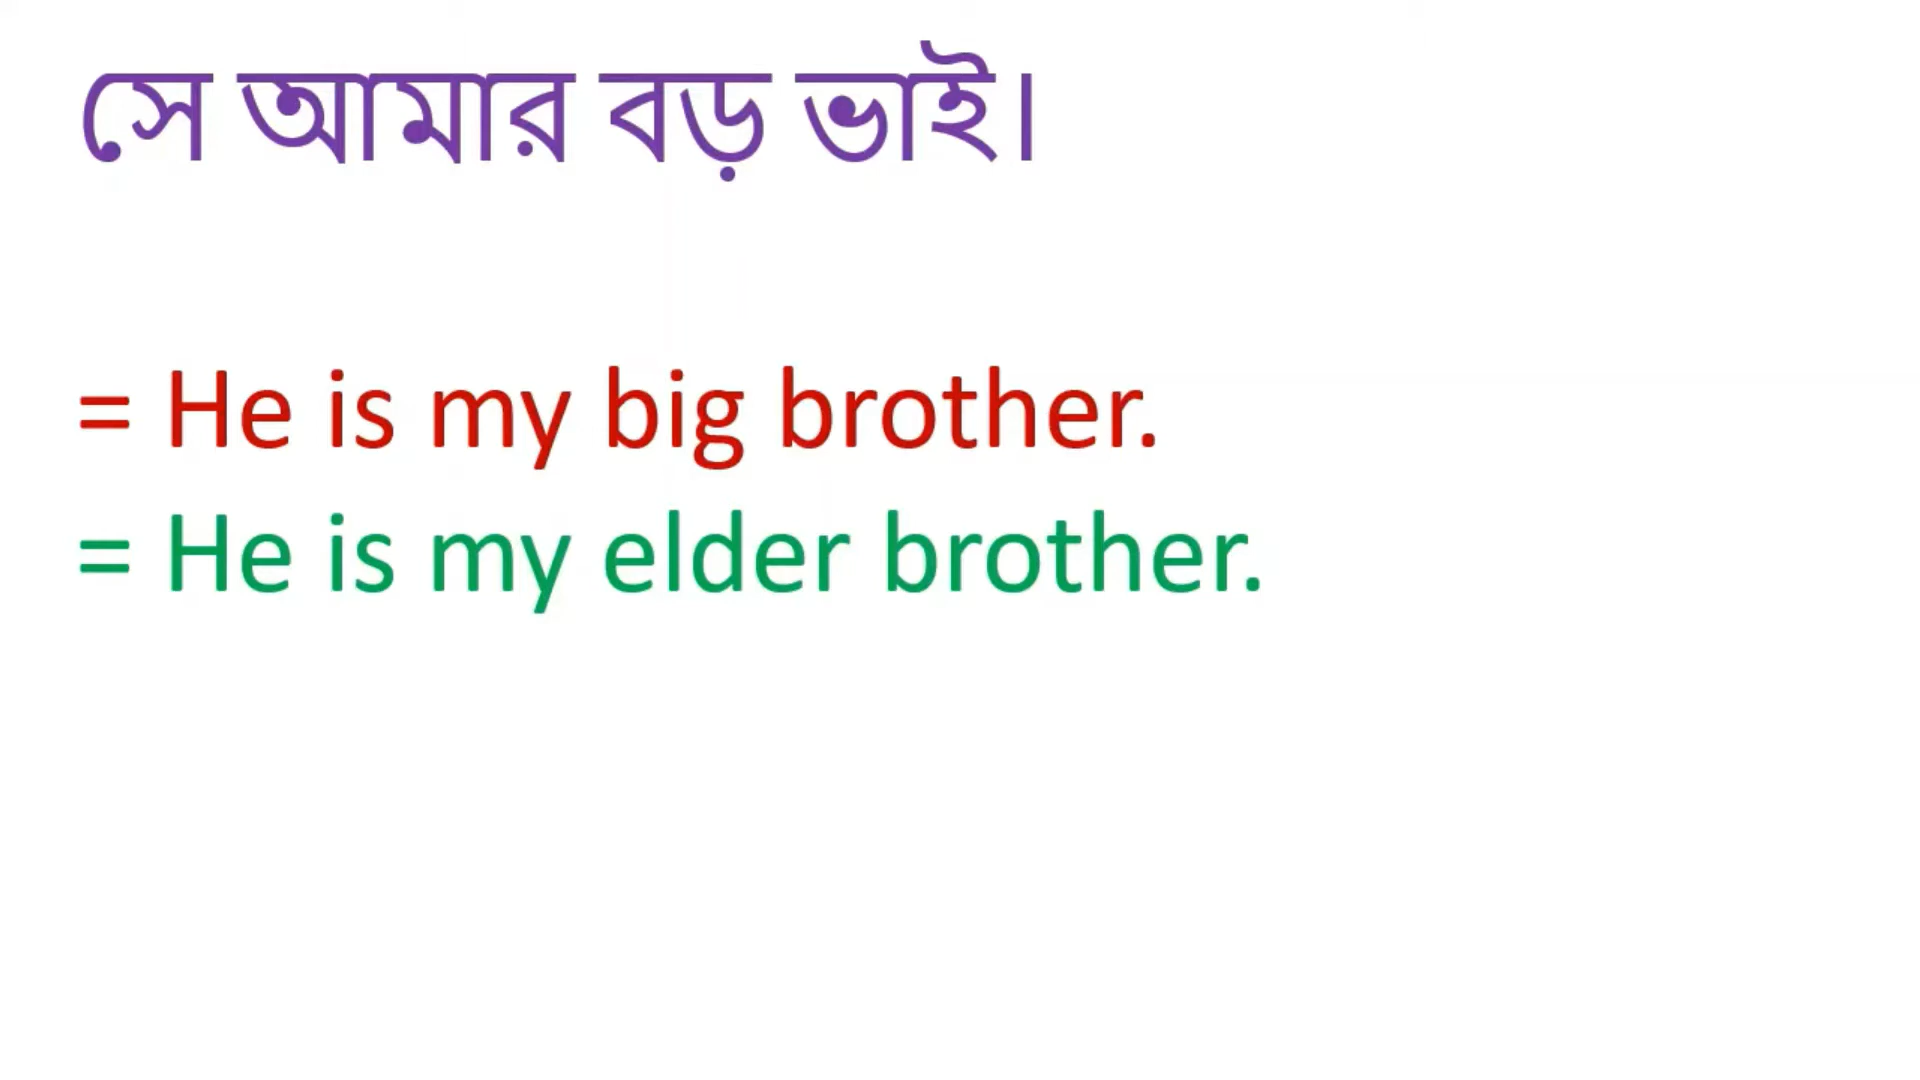 সে আমার বড় ভাই।
= He is my big brother.
= He is my elder brother.